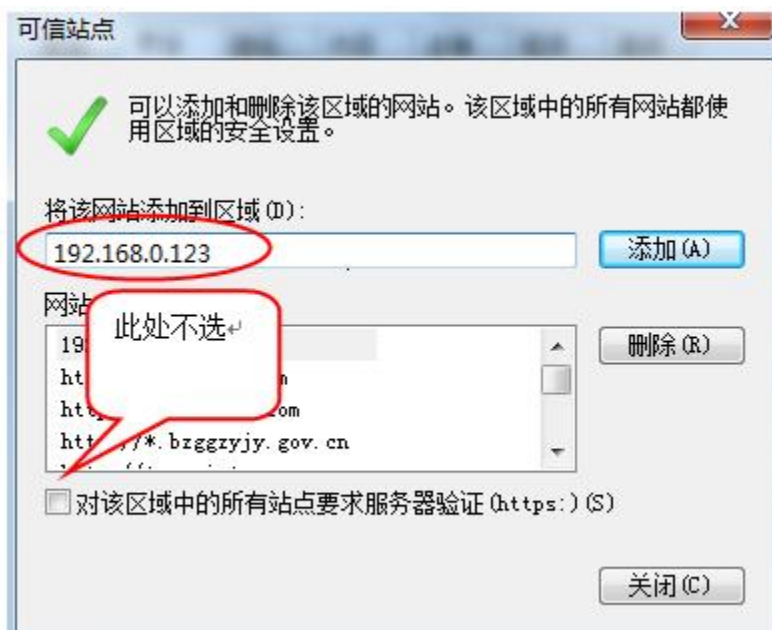 可信站点
可以添加和删除该区域的网站。该区域中的所有网站都使
用区域的安全设置。
将该网站添加到区域(D):
192.168.0.123
添加(A)
网站
此处不选
删除(R)
*.bzggzyjy.gov.cn
对该区域中的所有站点要求服务器验证(https:)(S)
关闭(C)